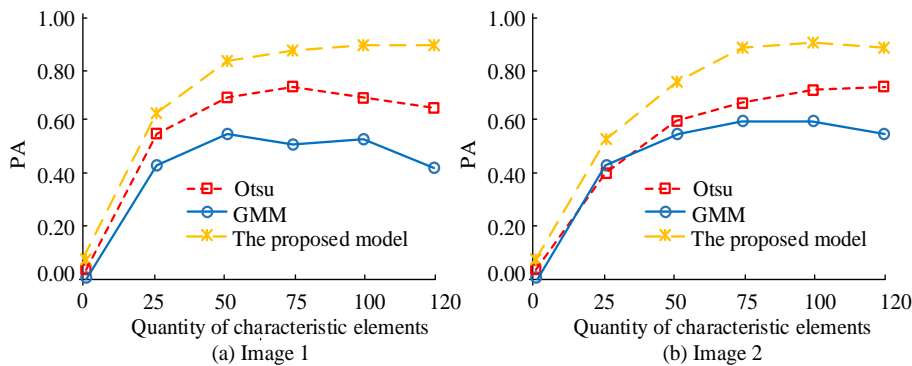 1.00
0.80
0.60
0.40
0.20
0.00
PA
Otsu
GMM
The proposed model
0 25 50 75 100 120
Quantity of characteristic elements
(a) Image 1
1.00
0.80
0.60
0.40
0.20
0.00
PA
Otsu
GMM
The proposed model
0 25 50 75 100 120
Quantity of characteristic elements
(b) Image 2